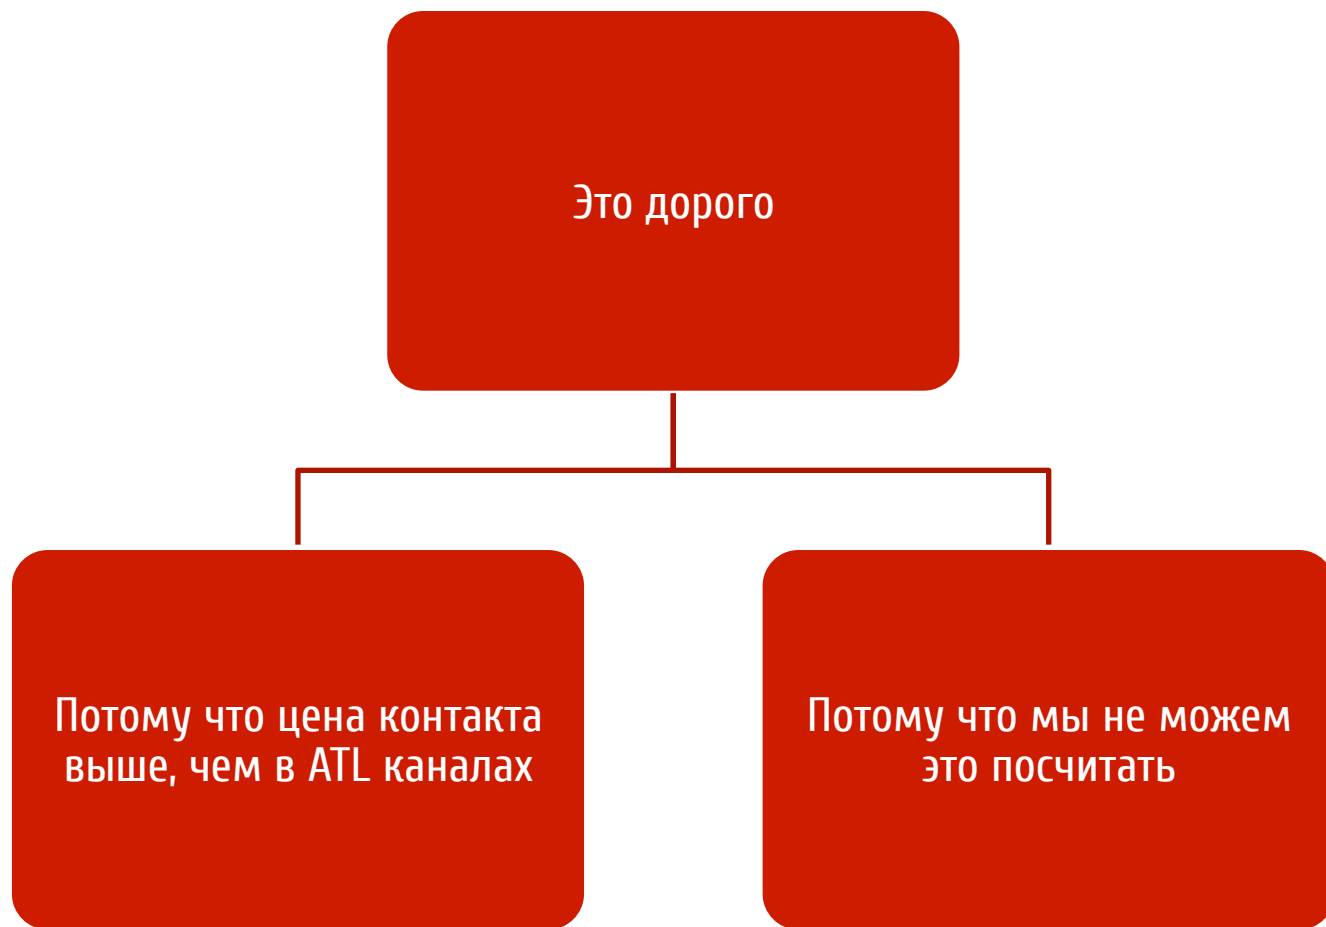 Это дорого
Потому что цена контакта
выше, чем в ATL каналах
Потому что мы не можем
это посчитать